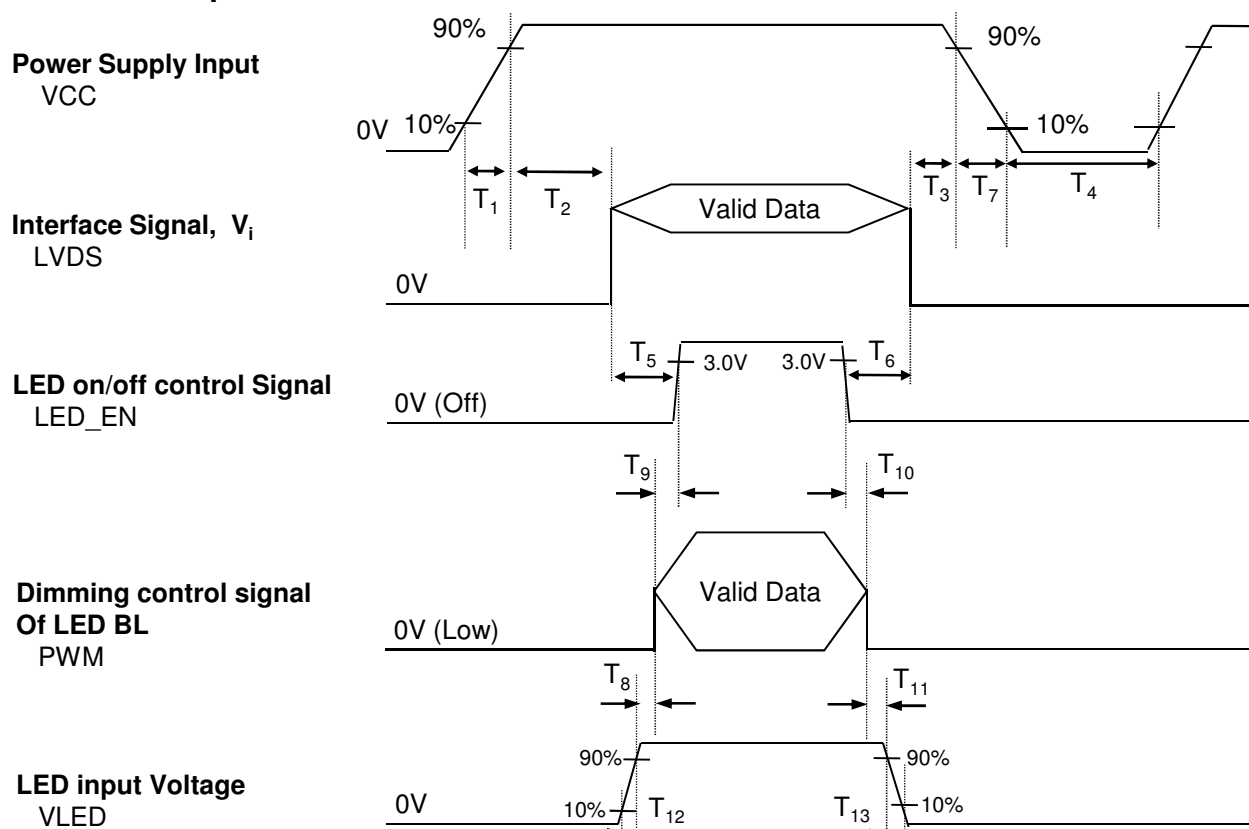 90%
90%
Power Supply Input
VCC
0V
10%
10%
T1
T2
T3
T7
T4
Interface Signal, Vi
LVDS
Valid Data
0V
T5
3.0V
3.0V
T6
LED on/off control Signal
LED_EN
0V (Off)
T9
T10
Dimming control signal
Of LED BL
PWM
Valid Data
0V (Low)
T8
T11
90%
90%
LED input Voltage
VLED
0V
10%
T12
T13
10%